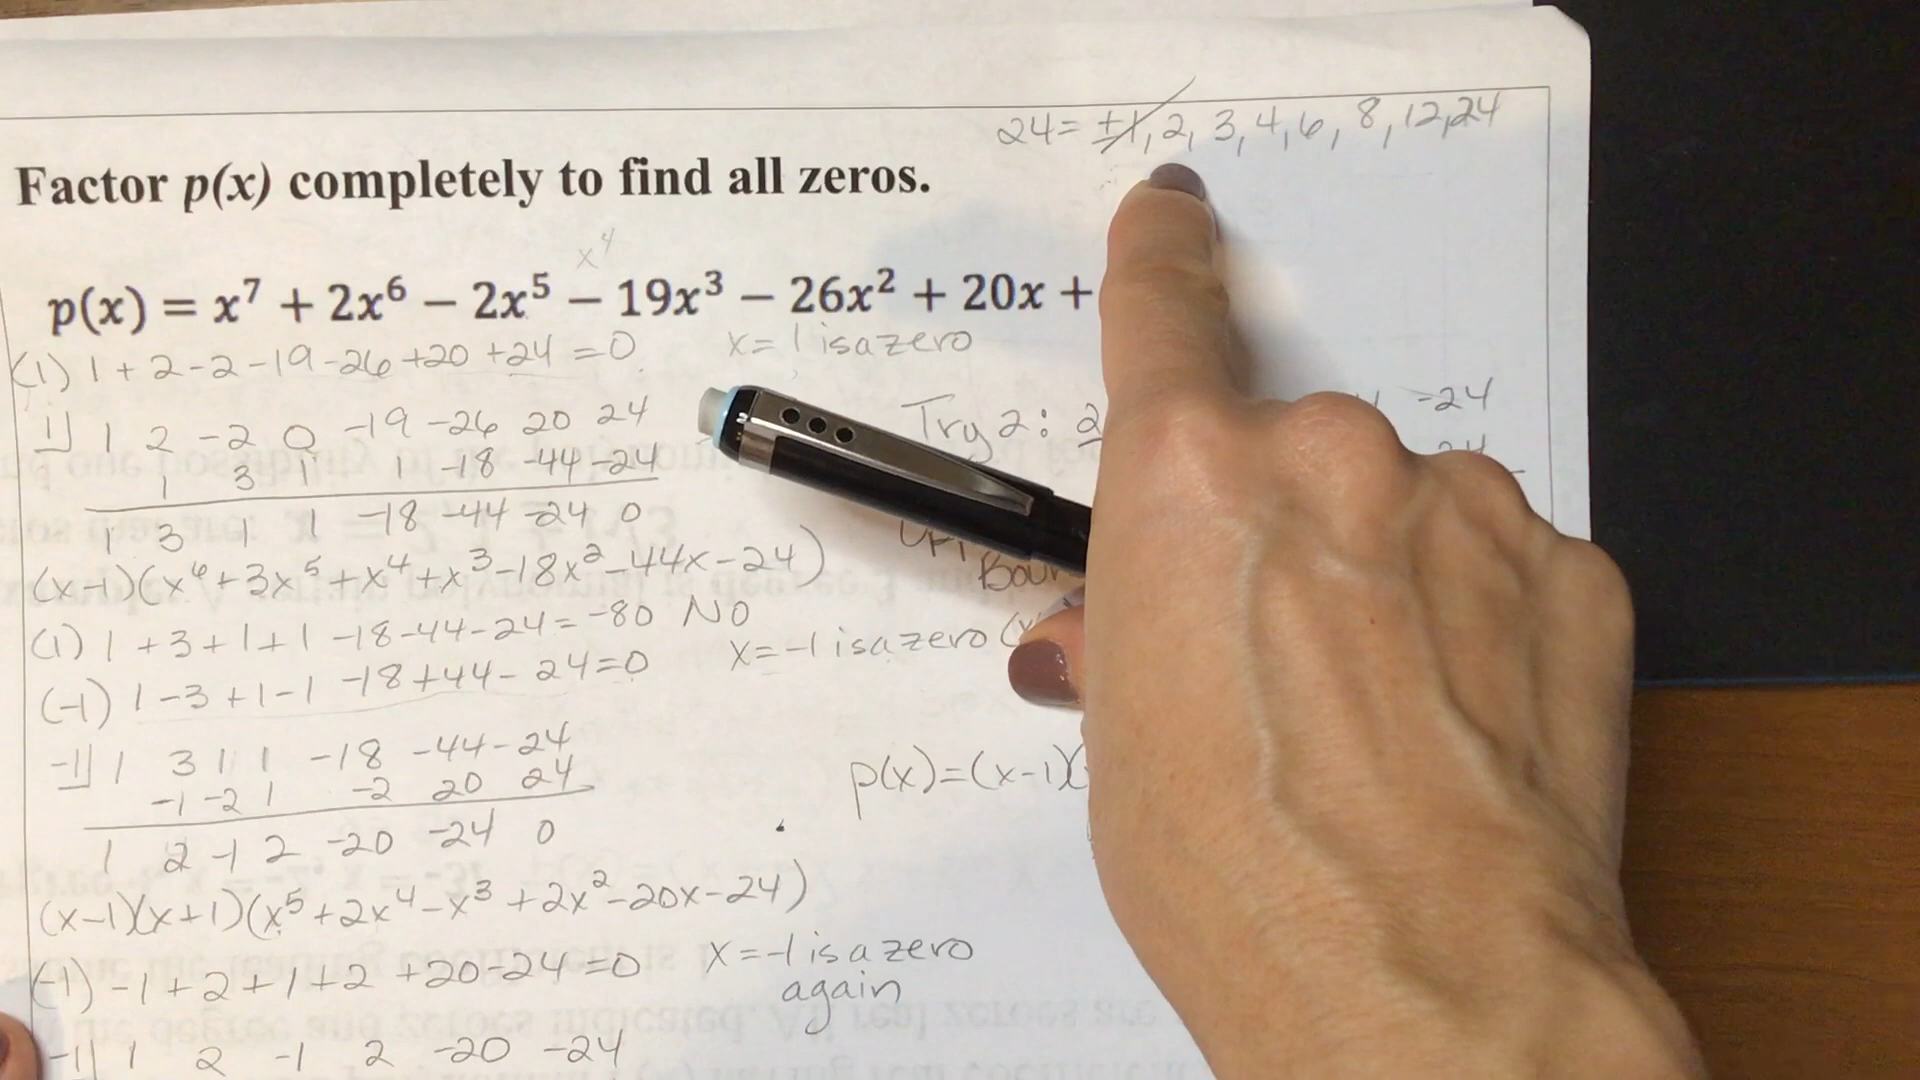 24= ±1, 2, 3, 4, 6, 8, 12, 24
Factor p(x) completely to find all zeros.
x⁴
p(x) = x⁷ + 2x⁶ − 2x⁵ − 19x³ − 26x² + 20x +
(1) 1+2-2-19-26+20+24=0
x=1 is a zero
1 1 2 -2 0 -19 -26 20 24
1 3 1 1 -18 -44 -24
1 3 1 1 -18 -44 -24 0
Try 2: 2
-24
(x-1)(x⁶+3x⁵+x⁴+x³-18x²-44x-24)
(1) 1+3+1+1-18-44-24=-80 NO
(-1) 1-3+1-1-18+44-24=0
x=-1 is a zero
-1 1 3 1 1 -18 -44 -24
-1 -2 1 -2 20 24
1 2 -1 2 -20 -24 0
p(x)=(x-1)(
(x-1)(x+1)(x⁵+2x⁴-x³+2x²-20x-24)
(-1) -1+2+1+2+20-24=0
x=-1 is a zero
again
-1 1 2 -1 2 -20 -24